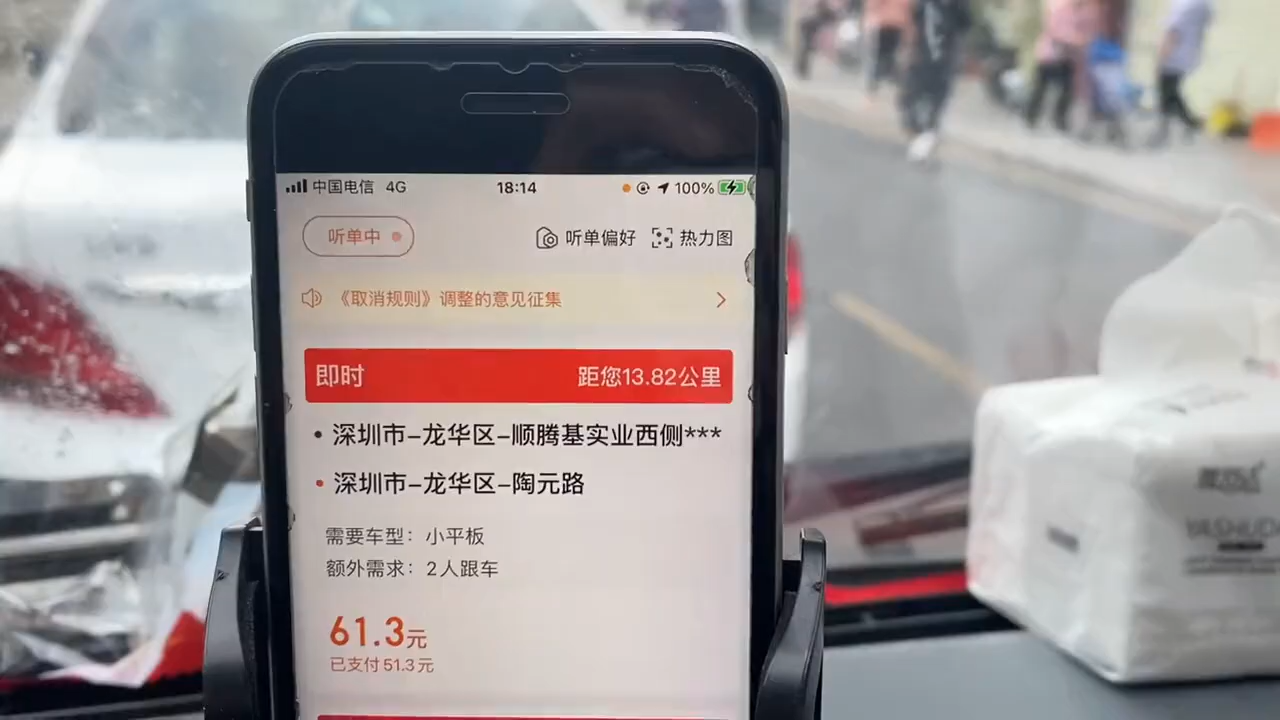 中国电信 4G 18:14 100%
听单中 听单偏好 热力图
《取消规则》调整的意见征集
即时 距您13.82公里
深圳市-龙华区-顺腾基实业西侧***
深圳市-龙华区-陶元路
需要车型：小平板
额外需求：2人跟车
61.3元
已支付51.3元
YASHUDA